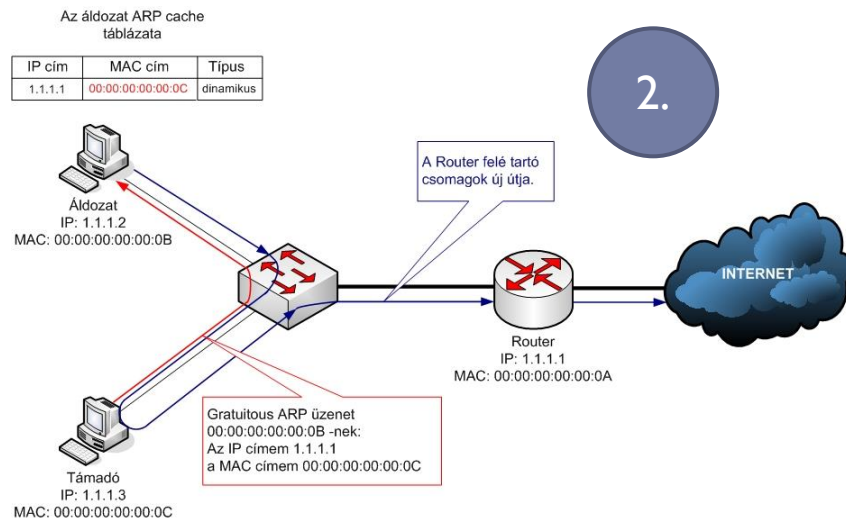 Az áldozat ARP cache
táblázata
IP cím MAC cím Típus
1.1.1.1 00:00:00:00:00:0C dinamikus
2.
A Router felé tartó
csomagok új útja.
Áldozat
IP: 1.1.1.2
MAC: 00:00:00:00:00:0B
INTERNET
Router
IP: 1.1.1.1
MAC: 00:00:00:00:00:0A
Gratuitous ARP üzenet
00:00:00:00:00:0B -nek:
Az IP címem 1.1.1.1
a MAC címem 00:00:00:00:00:0C
Támadó
IP: 1.1.1.3
MAC: 00:00:00:00:00:0C